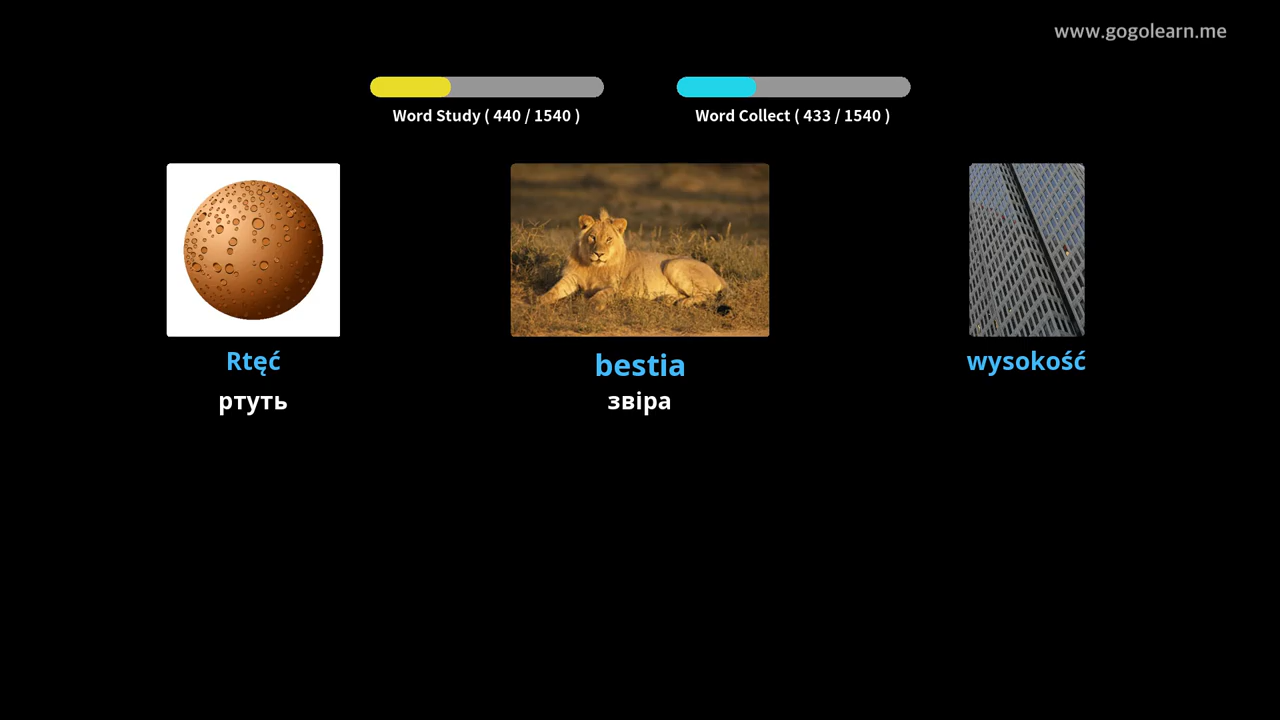 www.gogolearn.me
Word Study ( 440 / 1540 )
Word Collect ( 433 / 1540 )
Rtęć
ртуть
bestia
звіра
wysokość